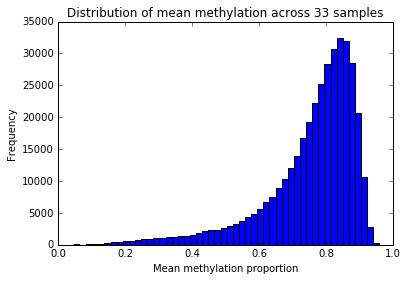 Distribution of mean methylation across 33 samples
35000
30000
25000
20000
15000
10000
5000
0
Frequency
0.0 0.2 0.4 0.6 0.8 1.0
Mean methylation proportion